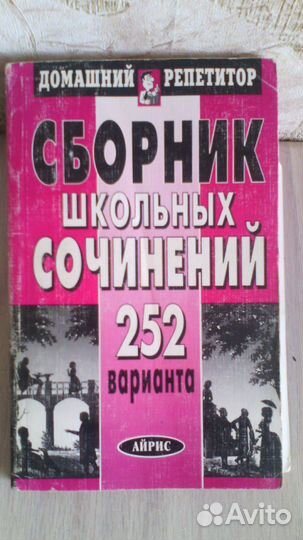 ДОМАШНИЙ РЕПЕТИТОР
СБОРНИК
ШКОЛЬНЫХ
СОЧИНЕНИЙ
252
варианта
АЙРИС
Avito